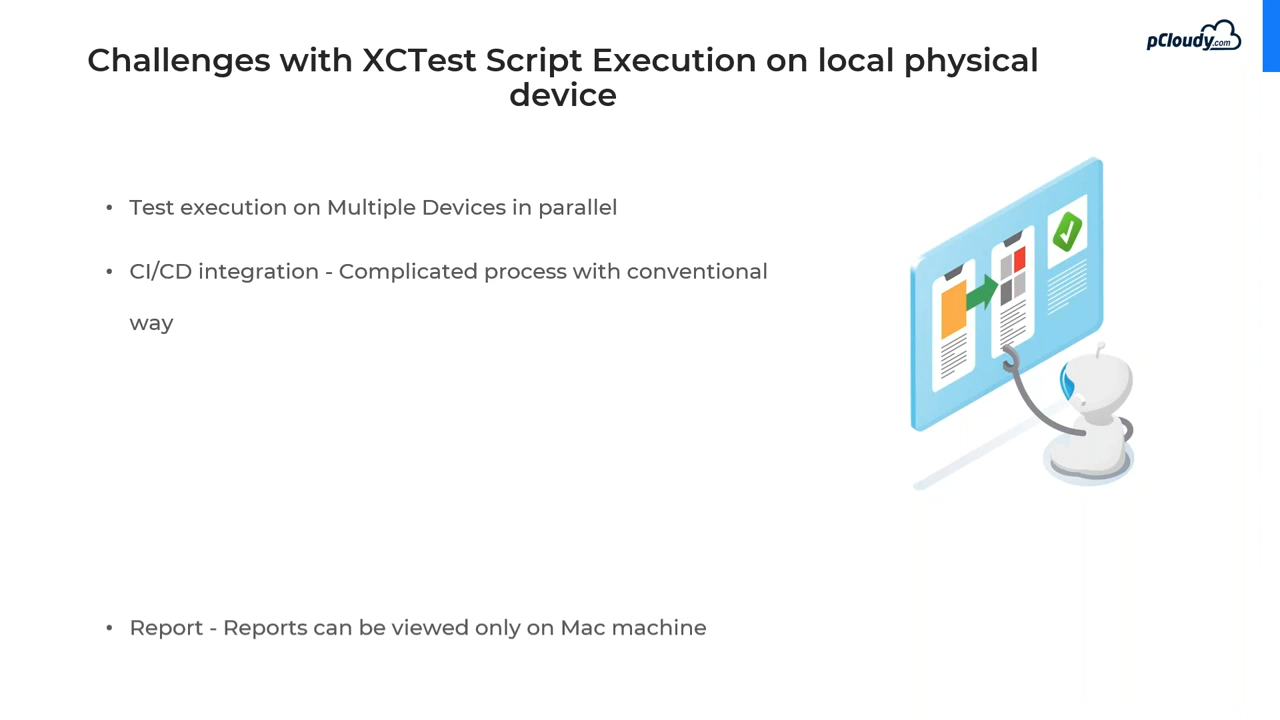 Challenges with XCTest Script Execution on local physical
device
pCloudy.com
• Test execution on Multiple Devices in parallel
• CI/CD integration - Complicated process with conventional
way
• Report - Reports can be viewed only on Mac machine